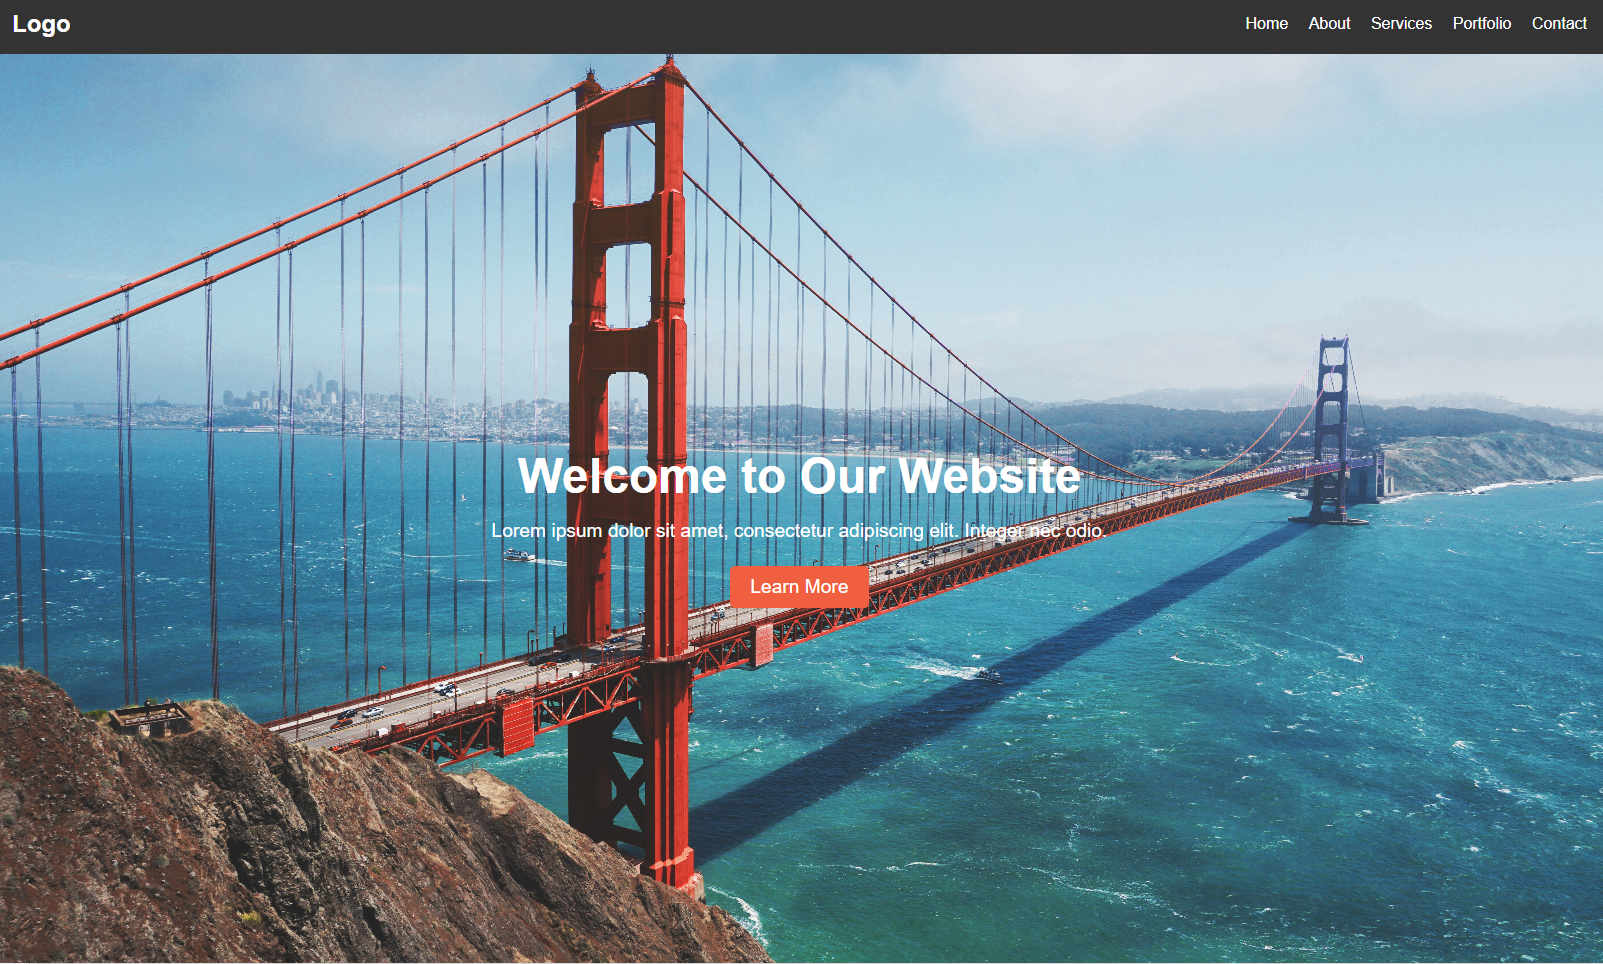 Logo
Home About Services Portfolio Contact
Welcome to Our Website
Lorem ipsum dolor sit amet, consectetur adipiscing elit. Integer nec odio.
Learn More